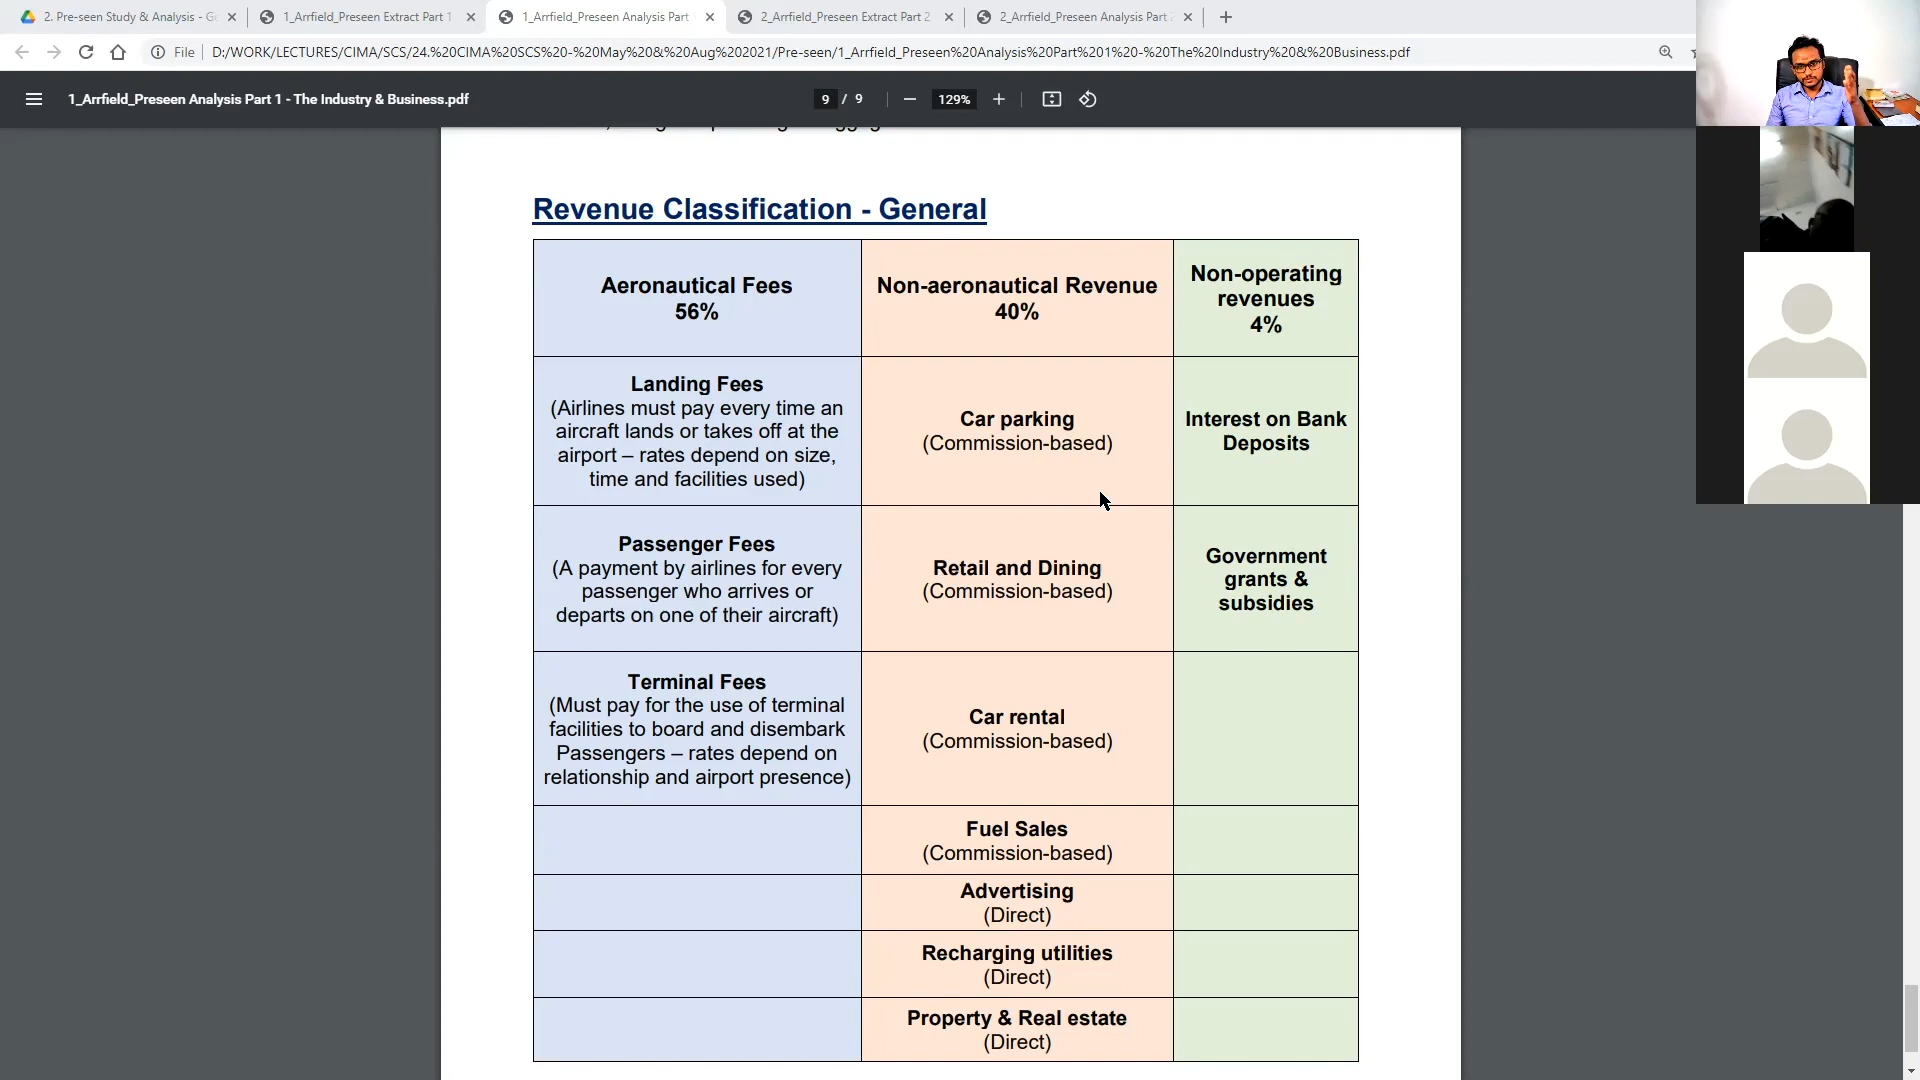 2. Pre-seen Study & Analysis - G
1_Arrfield_Preseen Extract Part 1
1_Arrfield_Preseen Analysis Part
2_Arrfield_Preseen Extract Part 2
2_Arrfield_Preseen Analysis Part
File
D:/WORK/LECTURES/CIMA/SCS/24.%20CIMA%20SCS%20-%20May%20&%20Aug%202021/Pre-seen/1_Arrfield_Preseen%20Analysis%20Part%201%20-%20The%20Industry%20&%20Business.pdf
1_Arrfield_Preseen Analysis Part 1 - The Industry & Business.pdf
9 / 9
129%
Revenue Classification - General
Aeronautical Fees
56%
Non-aeronautical Revenue
40%
Non-operating
revenues
4%
Landing Fees
(Airlines must pay every time an
aircraft lands or takes off at the
airport – rates depend on size,
time and facilities used)
Car parking
(Commission-based)
Interest on Bank
Deposits
Passenger Fees
(A payment by airlines for every
passenger who arrives or
departs on one of their aircraft)
Retail and Dining
(Commission-based)
Government
grants &
subsidies
Terminal Fees
(Must pay for the use of terminal
facilities to board and disembark
Passengers – rates depend on
relationship and airport presence)
Car rental
(Commission-based)
Fuel Sales
(Commission-based)
Advertising
(Direct)
Recharging utilities
(Direct)
Property & Real estate
(Direct)